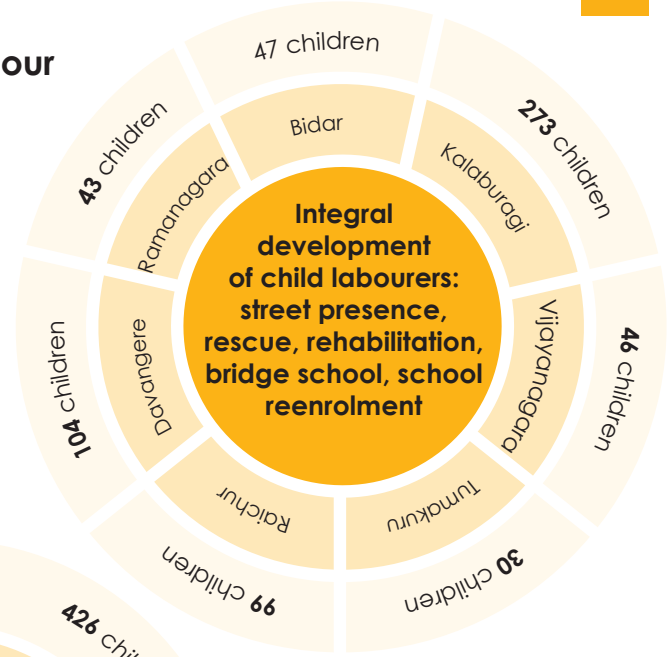 our
47 children
273 children
46 children
30 children
99 children
104 children
43 children
Bidar
Kalaburagi
Vijayanagara
Tumakuru
Raichur
Davangere
Ramanagara
Integral
development
of child labourers:
street presence,
rescue, rehabilitation,
bridge school, school
reenrolment
426